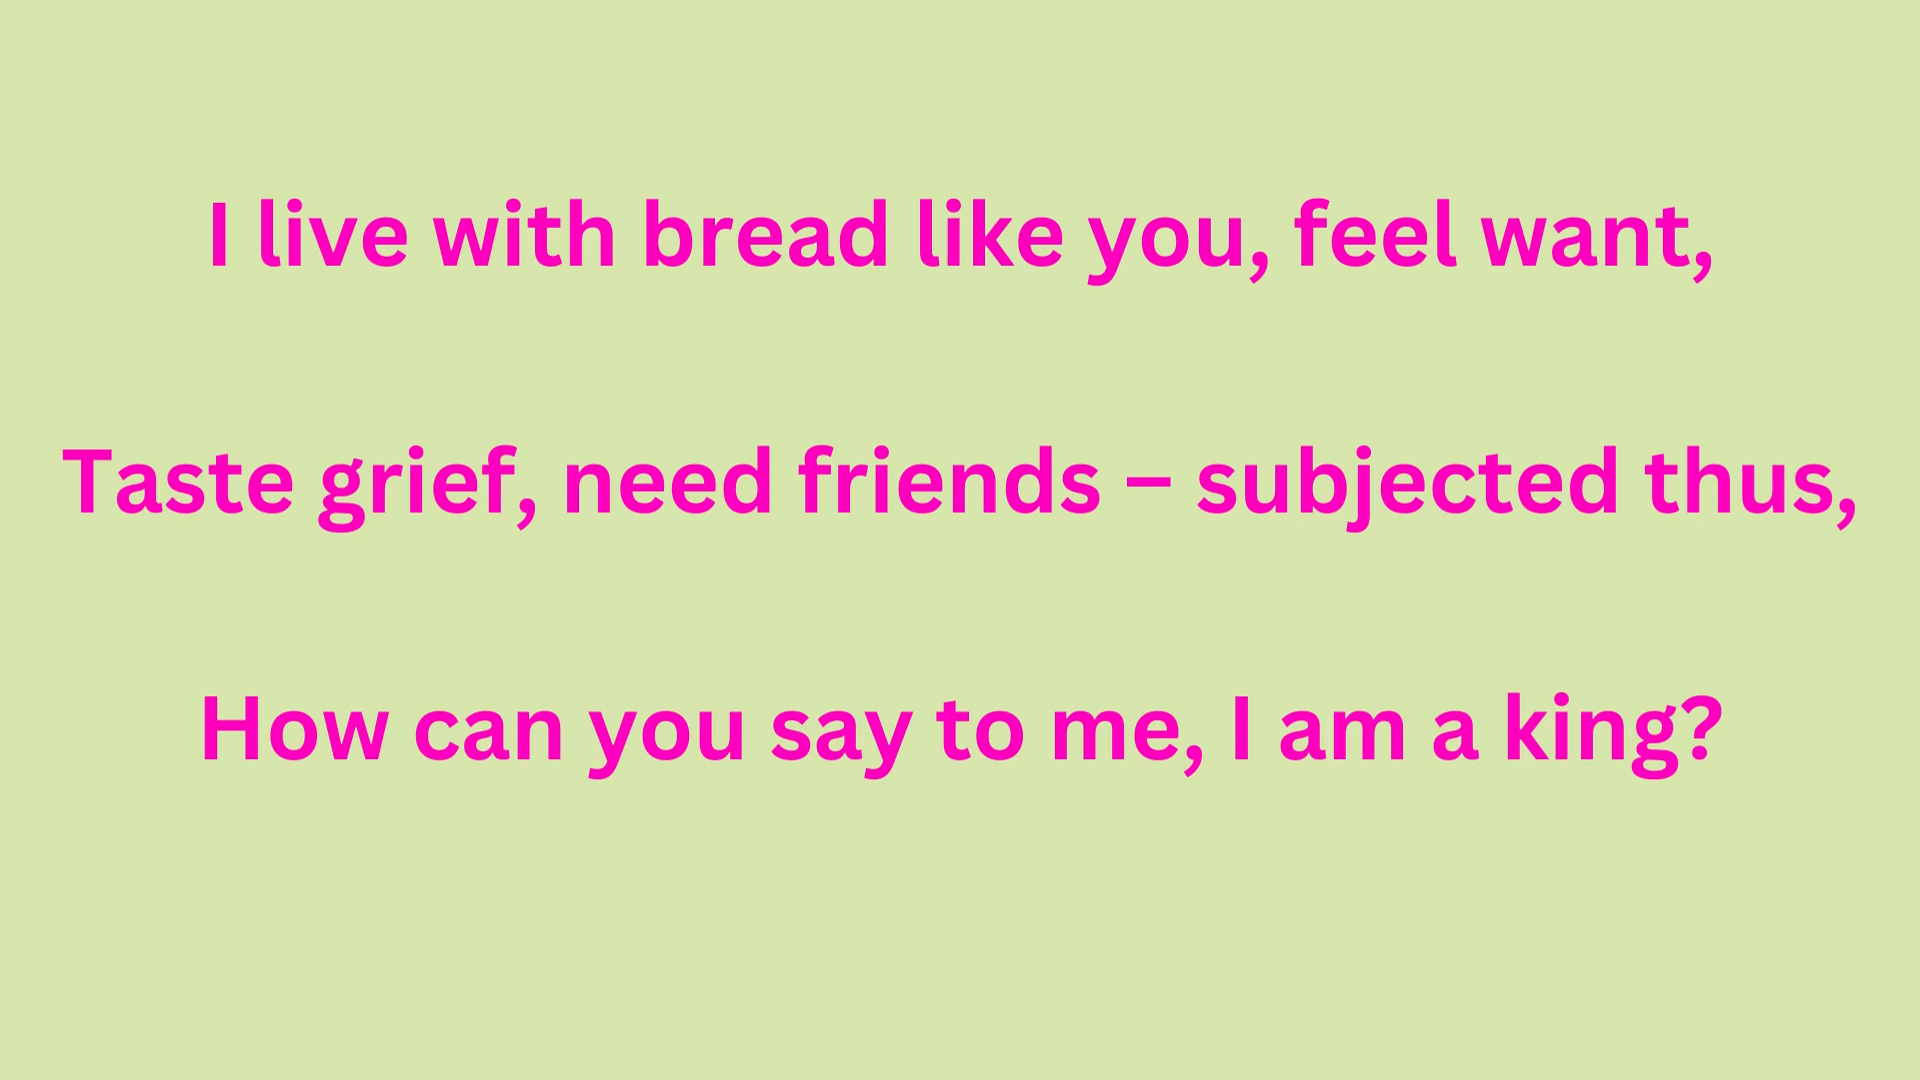 I live with bread like you, feel want,
Taste grief, need friends – subjected thus,
How can you say to me, I am a king?